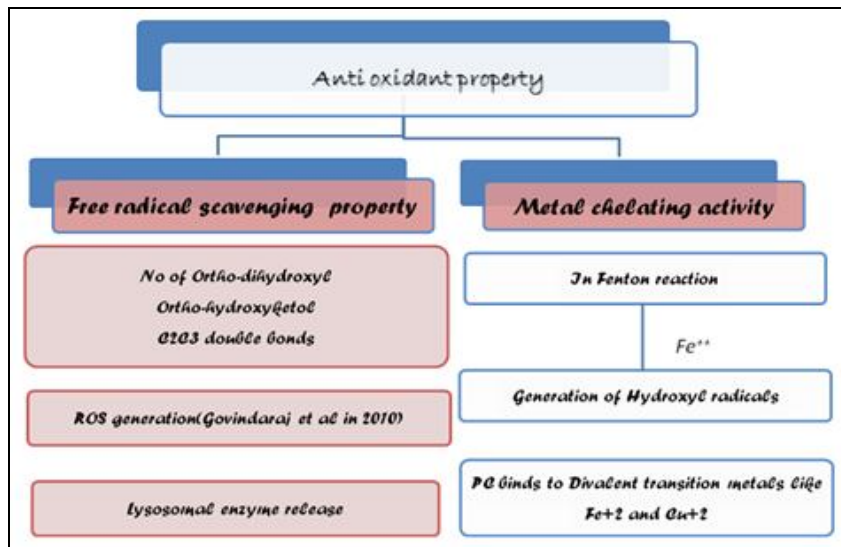 Anti oxidant property
Free radical scavenging property
No of Ortho-dihydroxyl
Ortho-hydroxyketol
C2C3 double bonds
ROS generation(Govindaraj et al in 2010)
Lysosomal enzyme release
Metal chelating activity
In Fenton reaction
Fe⁺⁺
Generation of Hydroxyl radicals
PC binds to Divalent transition metals like
Fe+2 and Cu+2